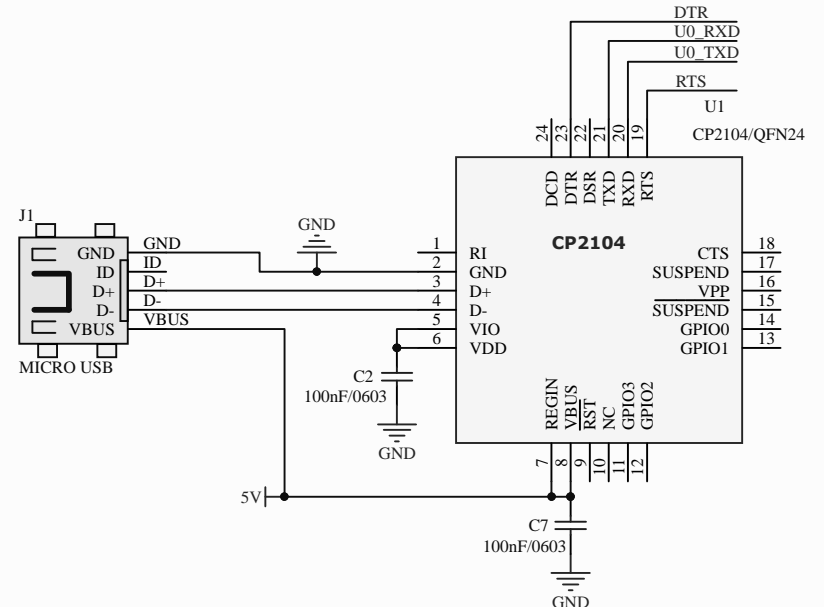 DTR
U0_RXD
U0_TXD
RTS
U1
CP2104/QFN24
24
23
22
21
20
19
DCD
DTR
DSR
TXD
RXD
RTS
J1
GND
ID
D+
D-
VBUS
MICRO USB
GND
ID
D+
D-
VBUS
GND
1
2
3
4
5
6
RI
GND
D+
D-
VIO
VDD
CP2104
CTS
SUSPEND
VPP
SUSPEND
GPIO0
GPIO1
18
17
16
15
14
13
C2
100nF/0603
GND
REGIN
VBUS
RST
NC
GPIO3
GPIO2
7
8
9
10
11
12
5V
C7
100nF/0603
GND